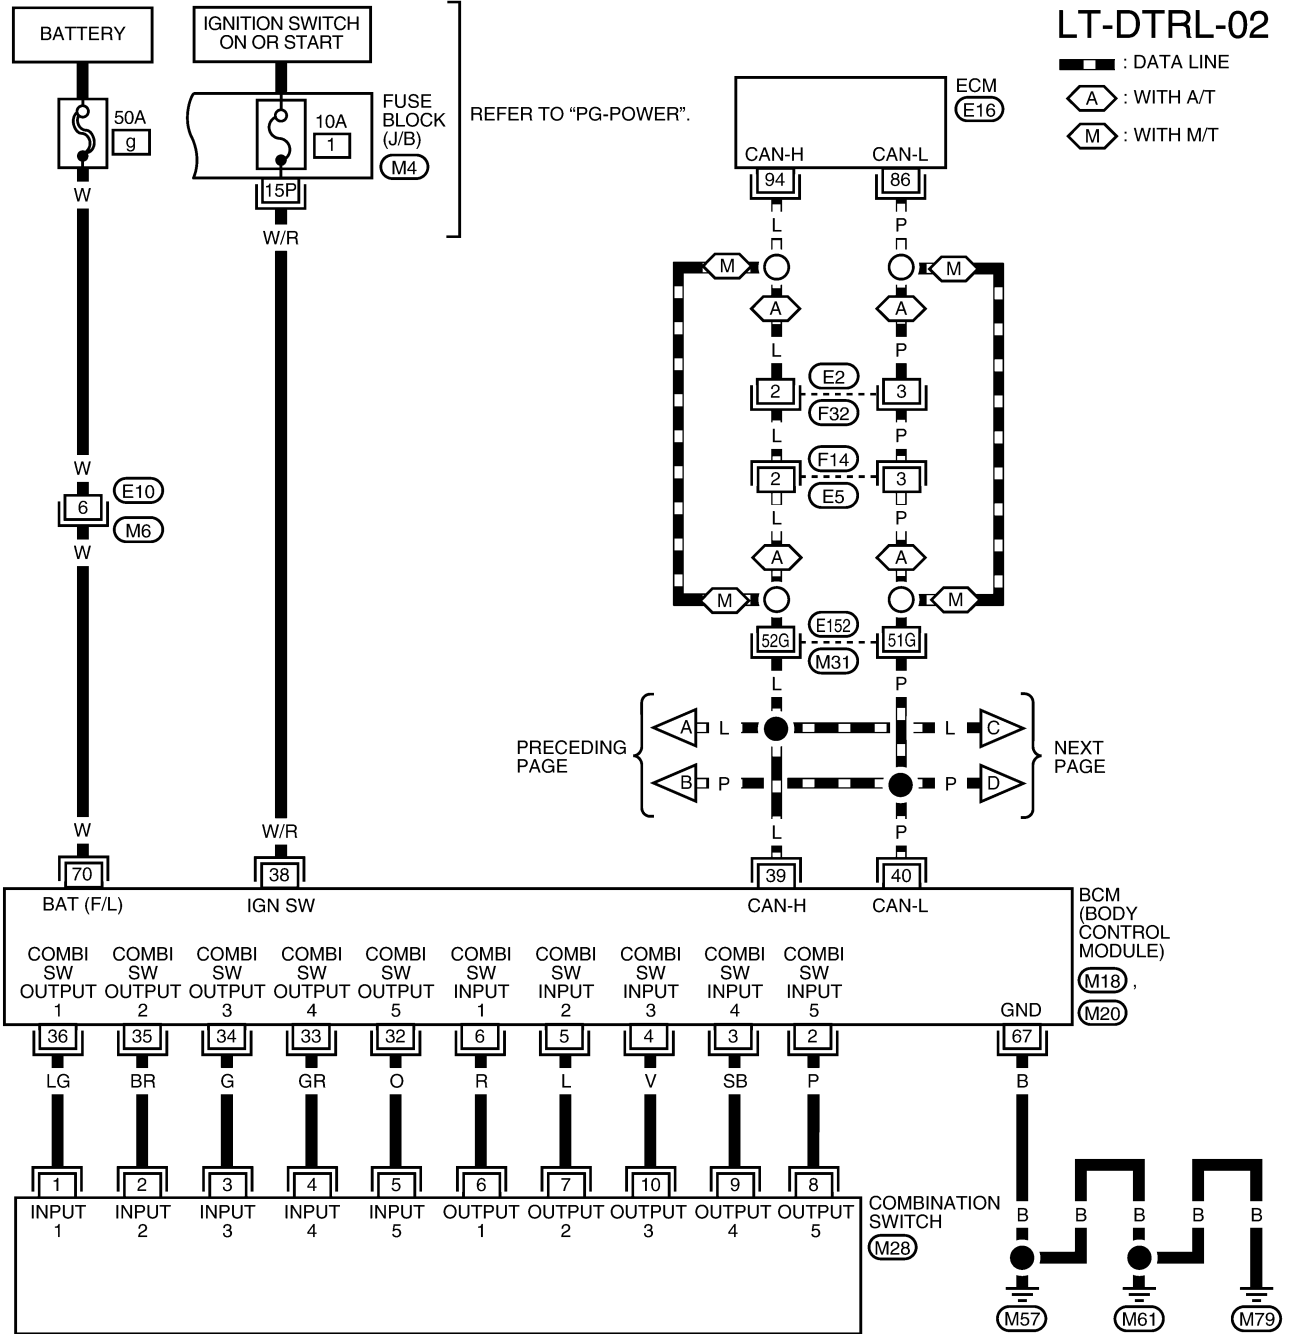 LT-DTRL-02
: DATA LINE
A : WITH A/T
M : WITH M/T
BATTERY
50A
g
W
IGNITION SWITCH
ON OR START
FUSE
BLOCK
(J/B)
M4
10A
1
15P
W/R
REFER TO “PG-POWER”.
ECM
E16
CAN-H
CAN-L
94
86
L
P
M
M
A
A
L
P
2
E2
3
F32
L
P
F14
2
3
E5
L
P
A
A
M
M
E152
52G
51G
M31
L
P
W
6
E10
M6
W
PRECEDING
PAGE
A
L
L
C
B
P
P
D
NEXT
PAGE
W
W/R
L
P
70
38
39
40
BAT (F/L)
IGN SW
CAN-H
CAN-L
BCM
(BODY
CONTROL
MODULE)
M18 ,
M20
COMBI
SW
OUTPUT
1
COMBI
SW
OUTPUT
2
COMBI
SW
OUTPUT
3
COMBI
SW
OUTPUT
4
COMBI
SW
OUTPUT
5
COMBI
SW
INPUT
1
COMBI
SW
INPUT
2
COMBI
SW
INPUT
3
COMBI
SW
INPUT
4
COMBI
SW
INPUT
5
GND
36
35
34
33
32
6
5
4
3
2
67
LG
BR
G
GR
O
R
L
V
SB
P
B
1
2
3
4
5
6
7
10
9
8
INPUT
1
INPUT
2
INPUT
3
INPUT
4
INPUT
5
OUTPUT
1
OUTPUT
2
OUTPUT
3
OUTPUT
4
OUTPUT
5
COMBINATION
SWITCH
M28
B
B
B
B
B
M57
M61
M79